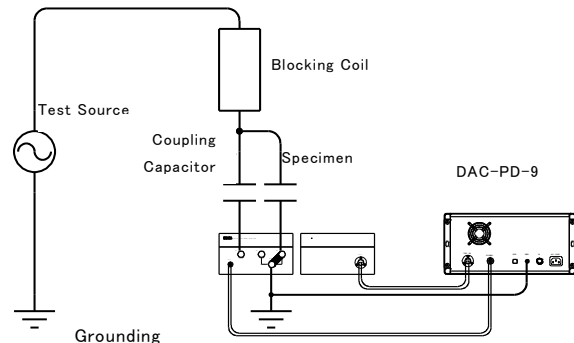 Blocking Coil
Test Source
Coupling
Capacitor
Specimen
DAC-PD-9
Grounding